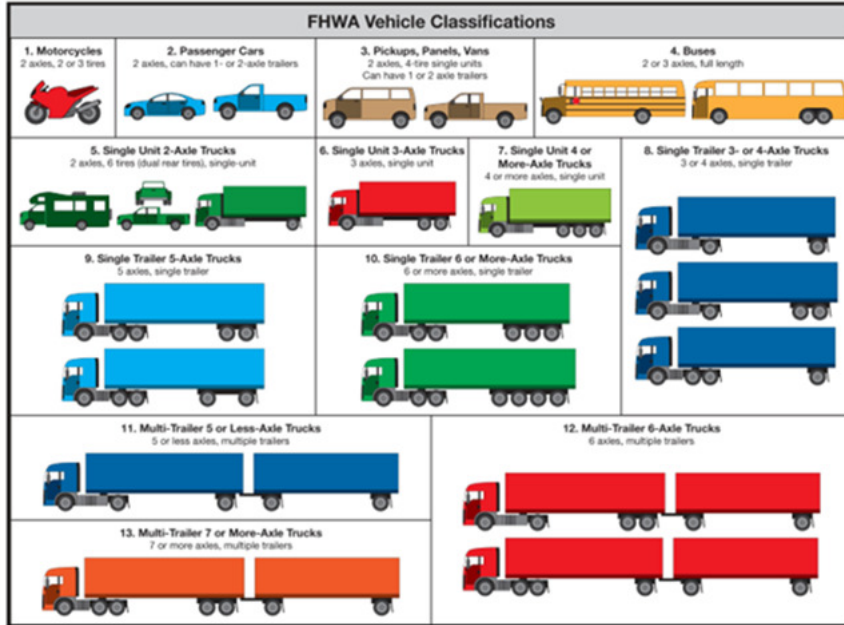 FHWA Vehicle Classifications
1. Motorcycles
2 axles, 2 or 3 tires
2. Passenger Cars
2 axles, can have 1- or 2-axle trailers
3. Pickups, Panels, Vans
2 axles, 4-tire single units
Can have 1 or 2 axle trailers
4. Buses
2 or 3 axles, full length
5. Single Unit 2-Axle Trucks
2 axles, 6 tires (dual rear tires), single-unit
6. Single Unit 3-Axle Trucks
3 axles, single unit
7. Single Unit 4 or
More-Axle Trucks
4 or more axles, single unit
8. Single Trailer 3- or 4-Axle Trucks
3 or 4 axles, single trailer
9. Single Trailer 5-Axle Trucks
5 axles, single trailer
10. Single Trailer 6 or More-Axle Trucks
6 or more axles, single trailer
11. Multi-Trailer 5 or Less-Axle Trucks
5 or less axles, multiple trailers
12. Multi-Trailer 6-Axle Trucks
6 axles, multiple trailers
13. Multi-Trailer 7 or More-Axle Trucks
7 or more axles, multiple trailers